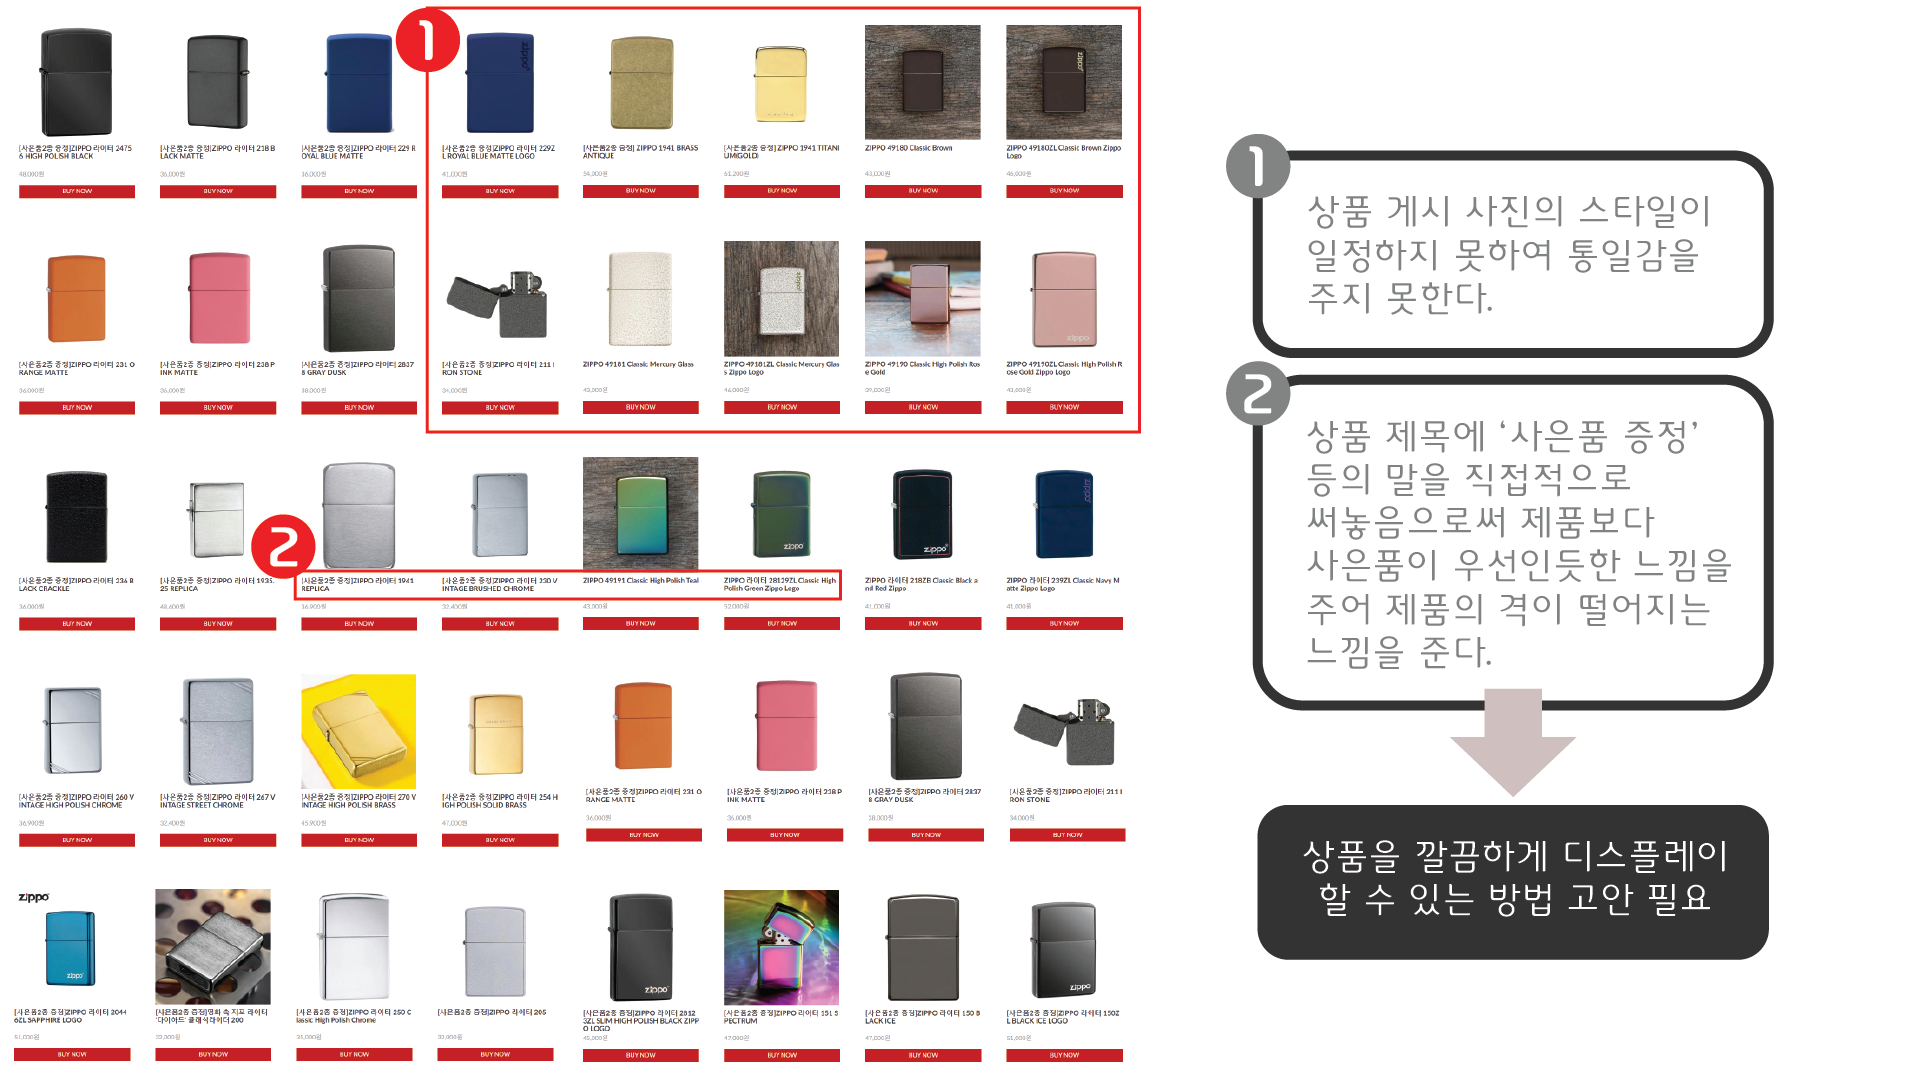 1
zippo
zippo
[사은품2종 증정]ZIPPO 라이터 2475
6 HIGH POLISH BLACK
48,000원
BUY NOW
[사은품2종 증정]ZIPPO 라이터 218 B
LACK MATTE
36,000원
BUY NOW
[사은품2종 증정]ZIPPO 라이터 229 R
OYAL BLUE MATTE
36,000원
BUY NOW
[사은품2종 증정]ZIPPO 라이터 229Z
L ROYAL BLUE MATTE LOGO
41,000원
BUY NOW
[사은품2종 증정] ZIPPO 1941 BRASS
ANTIQUE
54,000원
BUY NOW
[사은품2종 증정] ZIPPO 1941 TITANI
UM(GOLD)
61,200원
BUY NOW
ZIPPO 49180 Classic Brown
43,000원
BUY NOW
ZIPPO 49180ZL Classic Brown Zippo
Logo
46,000원
BUY NOW
zippo
zippo
[사은품2종 증정]ZIPPO 라이터 231 O
RANGE MATTE
36,000원
BUY NOW
[사은품2종 증정]ZIPPO 라이터 238 P
INK MATTE
36,000원
BUY NOW
[사은품2종 증정]ZIPPO 라이터 2837
8 GRAY DUSK
38,000원
BUY NOW
[사은품2종 증정]ZIPPO 라이터 211 I
RON STONE
34,000원
BUY NOW
ZIPPO 49181 Classic Mercury Glass
43,000원
BUY NOW
ZIPPO 49181ZL Classic Mercury Glas
s Zippo Logo
46,000원
BUY NOW
ZIPPO 49190 Classic High Polish Ros
e Gold
39,000원
BUY NOW
ZIPPO 49190ZL Classic High Polish R
ose Gold Zippo Logo
43,000원
BUY NOW
2
zippo
zippo
zippo
[사은품2종 증정]ZIPPO 라이터 236 B
LACK CRACKLE
36,000원
BUY NOW
[사은품2종 증정]ZIPPO 라이터 1935.
25 REPLICA
48,600원
BUY NOW
[사은품2종 증정]ZIPPO 라이터 1941
REPLICA
36,900원
BUY NOW
[사은품2종 증정]ZIPPO 라이터 230 V
INTAGE BRUSHED CHROME
32,400원
BUY NOW
ZIPPO 49191 Classic High Polish Teal
43,000원
BUY NOW
ZIPPO 라이터 28129ZL Classic High
Polish Green Zippo Logo
52,000원
BUY NOW
ZIPPO 라이터 218ZB Classic Black a
nd Red Zippo
41,000원
BUY NOW
ZIPPO 라이터 239ZL Classic Navy M
atte Zippo Logo
41,000원
BUY NOW
[사은품2종 증정]ZIPPO 라이터 260 V
INTAGE HIGH POLISH CHROME
36,900원
BUY NOW
[사은품2종 증정]ZIPPO 라이터 267 V
INTAGE STREET CHROME
32,400원
BUY NOW
[사은품2종 증정]ZIPPO 라이터 270 V
INTAGE HIGH POLISH BRASS
45,900원
BUY NOW
[사은품2종 증정]ZIPPO 라이터 254 H
IGH POLISH SOLID BRASS
47,000원
BUY NOW
[사은품2종 증정]ZIPPO 라이터 231 O
RANGE MATTE
36,000원
BUY NOW
[사은품2종 증정]ZIPPO 라이터 238 P
INK MATTE
36,000원
BUY NOW
[사은품2종 증정]ZIPPO 라이터 2837
8 GRAY DUSK
38,000원
BUY NOW
[사은품2종 증정]ZIPPO 라이터 211 I
RON STONE
34,000원
BUY NOW
zippo
zippo
zippo
zippo
[사은품2종 증정]ZIPPO 라이터 2044
6ZL SAPPHIRE LOGO
51,000원
BUY NOW
[사은품2종 증정]영화 속 지포 라이터
'다이하드' 클래식라이터 200
33,000원
BUY NOW
[사은품2종 증정]ZIPPO 라이터 250 C
lassic High Polish Chrome
35,000원
BUY NOW
[사은품2종 증정]ZIPPO 라이터 205
33,000원
BUY NOW
[사은품2종 증정]ZIPPO 라이터 2812
3ZL SLIM HIGH POLISH BLACK ZIPP
O LOGO
45,000원
BUY NOW
[사은품2종 증정]ZIPPO 라이터 151 S
PECTRUM
47,000원
BUY NOW
[사은품2종 증정]ZIPPO 라이터 150 B
LACK ICE
47,000원
BUY NOW
[사은품2종 증정]ZIPPO 라이터 150Z
L BLACK ICE LOGO
51,000원
BUY NOW
1
상품 게시 사진의 스타일이
일정하지 못하여 통일감을
주지 못한다.
2
상품 제목에 ‘사은품 증정’
등의 말을 직접적으로
써놓음으로써 제품보다
사은품이 우선인듯한 느낌을
주어 제품의 격이 떨어지는
느낌을 준다.
상품을 깔끔하게 디스플레이
할 수 있는 방법 고안 필요